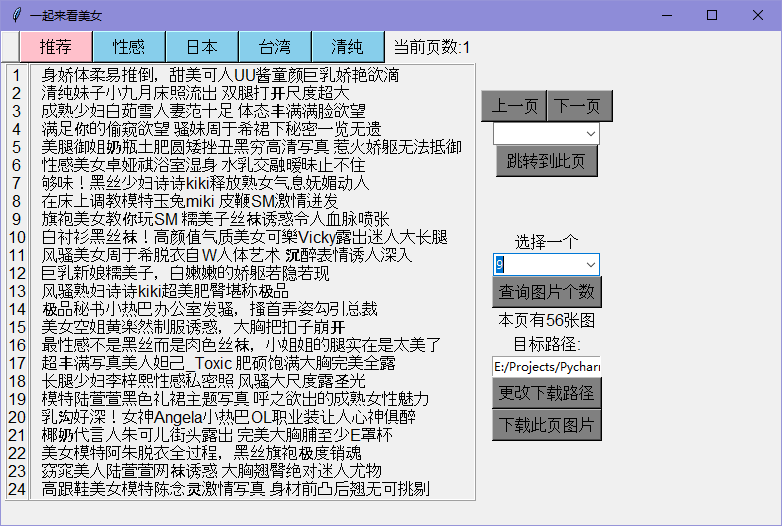 一起来看美女
推荐 性感 日本 台湾 清纯 当前页数:1
1 身娇体柔易推倒，甜美可人UU酱童颜巨乳娇艳欲滴
2 清纯妹子小九月床照流出 双腿打开尺度超大
3 成熟少妇白茹雪人妻范十足 体态丰满满脸欲望
4 满足你的偷窥欲望 骚妹周于希裙下秘密一览无遗
5 美腿御姐奶瓶土肥圆矮挫丑黑穷高清写真 惹火娇躯无法抵御
6 性感美女卓娅祺浴室湿身 水乳交融暧昧止不住
7 够味！黑丝少妇诗诗kiki释放熟女气息妩媚动人
8 在床上调教模特玉兔miki 皮鞭SM激情迸发
9 旗袍美女教你玩SM 糯美子丝袜诱惑令人血脉喷张
10 白衬衫黑丝袜！高颜值气质美女可樂Vicky露出迷人大长腿
11 风骚美女周于希脱衣自W人体艺术 沉醉表情诱人深入
12 巨乳新娘糯美子，白嫩嫩的娇躯若隐若现
13 风骚熟妇诗诗kiki超美肥臀堪称极品
14 极品秘书小热巴办公室发骚，搔首弄姿勾引总裁
15 美女空姐黄楽然制服诱惑，大胸把扣子崩开
16 最性感不是黑丝而是肉色丝袜，小姐姐的腿实在是太美了
17 超丰满写真美人妲己_Toxic 肥硕饱满大胸完美全露
18 长腿少妇李梓熙性感私密照 风骚大尺度露圣光
19 模特陆萱萱黑色礼裙主题写真 呼之欲出的成熟女性魅力
20 乳沟好深！女神Angela小热巴OL职业装让人心神俱醉
21 椰奶代言人朱可儿街头露出 完美大胸脯至少E罩杯
22 美女模特阿朱脱衣全过程，黑丝旗袍极度销魂
23 窈窕美人陆萱萱网袜诱惑 大胸翘臀绝对迷人尤物
24 高跟鞋美女模特陈念灵激情写真 身材前凸后翘无可挑剔
上一页 下一页
跳转到此页
选择一个
9
查询图片个数
本页有56张图
目标路径:
E:/Projects/Pycharm
更改下载路径
下载此页图片